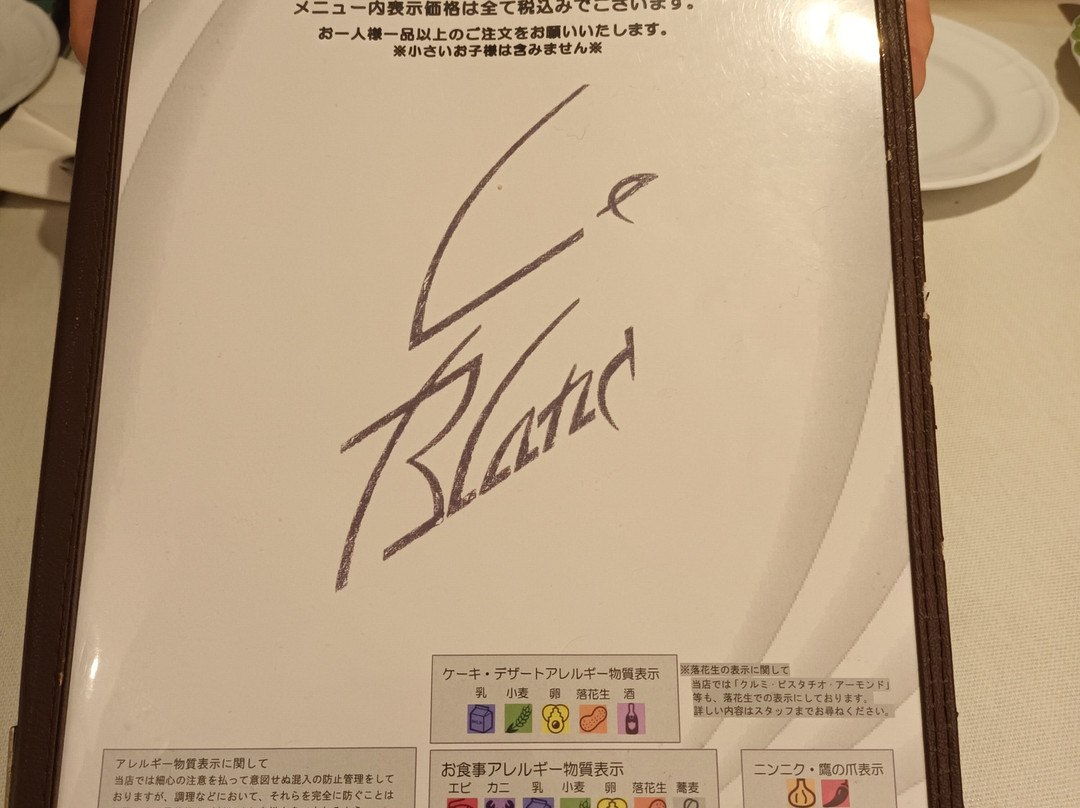 メニュー内表示価格は全て税込みでございます。
お一人様一品以上のご注文をお願いいたします。
※小さいお子様は含みません※
Le
Blanc
ケーキ・デザートアレルギー物質表示
乳 小麦 卵 落花生 酒
MILK
※落花生の表示に関して
当店では「クルミ・ピスタチオ・アーモンド」
等も、落花生での表示にしております。
詳しい内容はスタッフまでお尋ねください。
アレルギー物質表示に関して
当店では細心の注意を払って意図せぬ混入の防止管理をして
おりますが、調理などにおいて、それらを完全に防ぐことは
お食事アレルギー物質表示
エビ カニ 乳 小麦 卵 落花生 蕎麦
ニンニク・鷹の爪表示